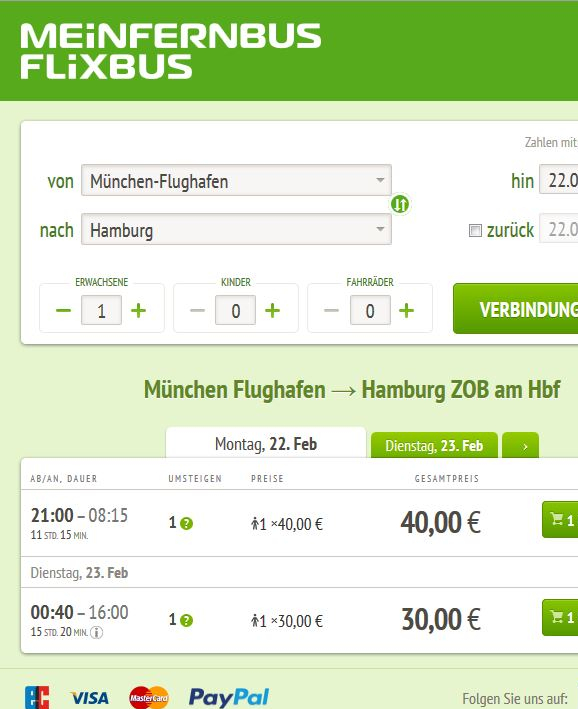 MEiNFERNBUS
FLiXBUS
Zahlen mit
von München-Flughafen hin 22.0
nach Hamburg zurück 22.0
ERWACHSENE KINDER FAHRRÄDER
− 1 + − 0 + − 0 +
VERBINDUNG
München Flughafen → Hamburg ZOB am Hbf
Montag, 22. Feb Dienstag, 23. Feb ›
AB/AN, DAUER UMSTEIGEN PREISE GESAMTPREIS
21:00 – 08:15 1 ? 1 ×40,00 € 40,00 € 1
11 STD. 15 MIN.
Dienstag, 23. Feb
00:40 – 16:00 1 ? 1 ×30,00 € 30,00 € 1
15 STD. 20 MIN. i
EC VISA MasterCard PayPal Folgen Sie uns auf: